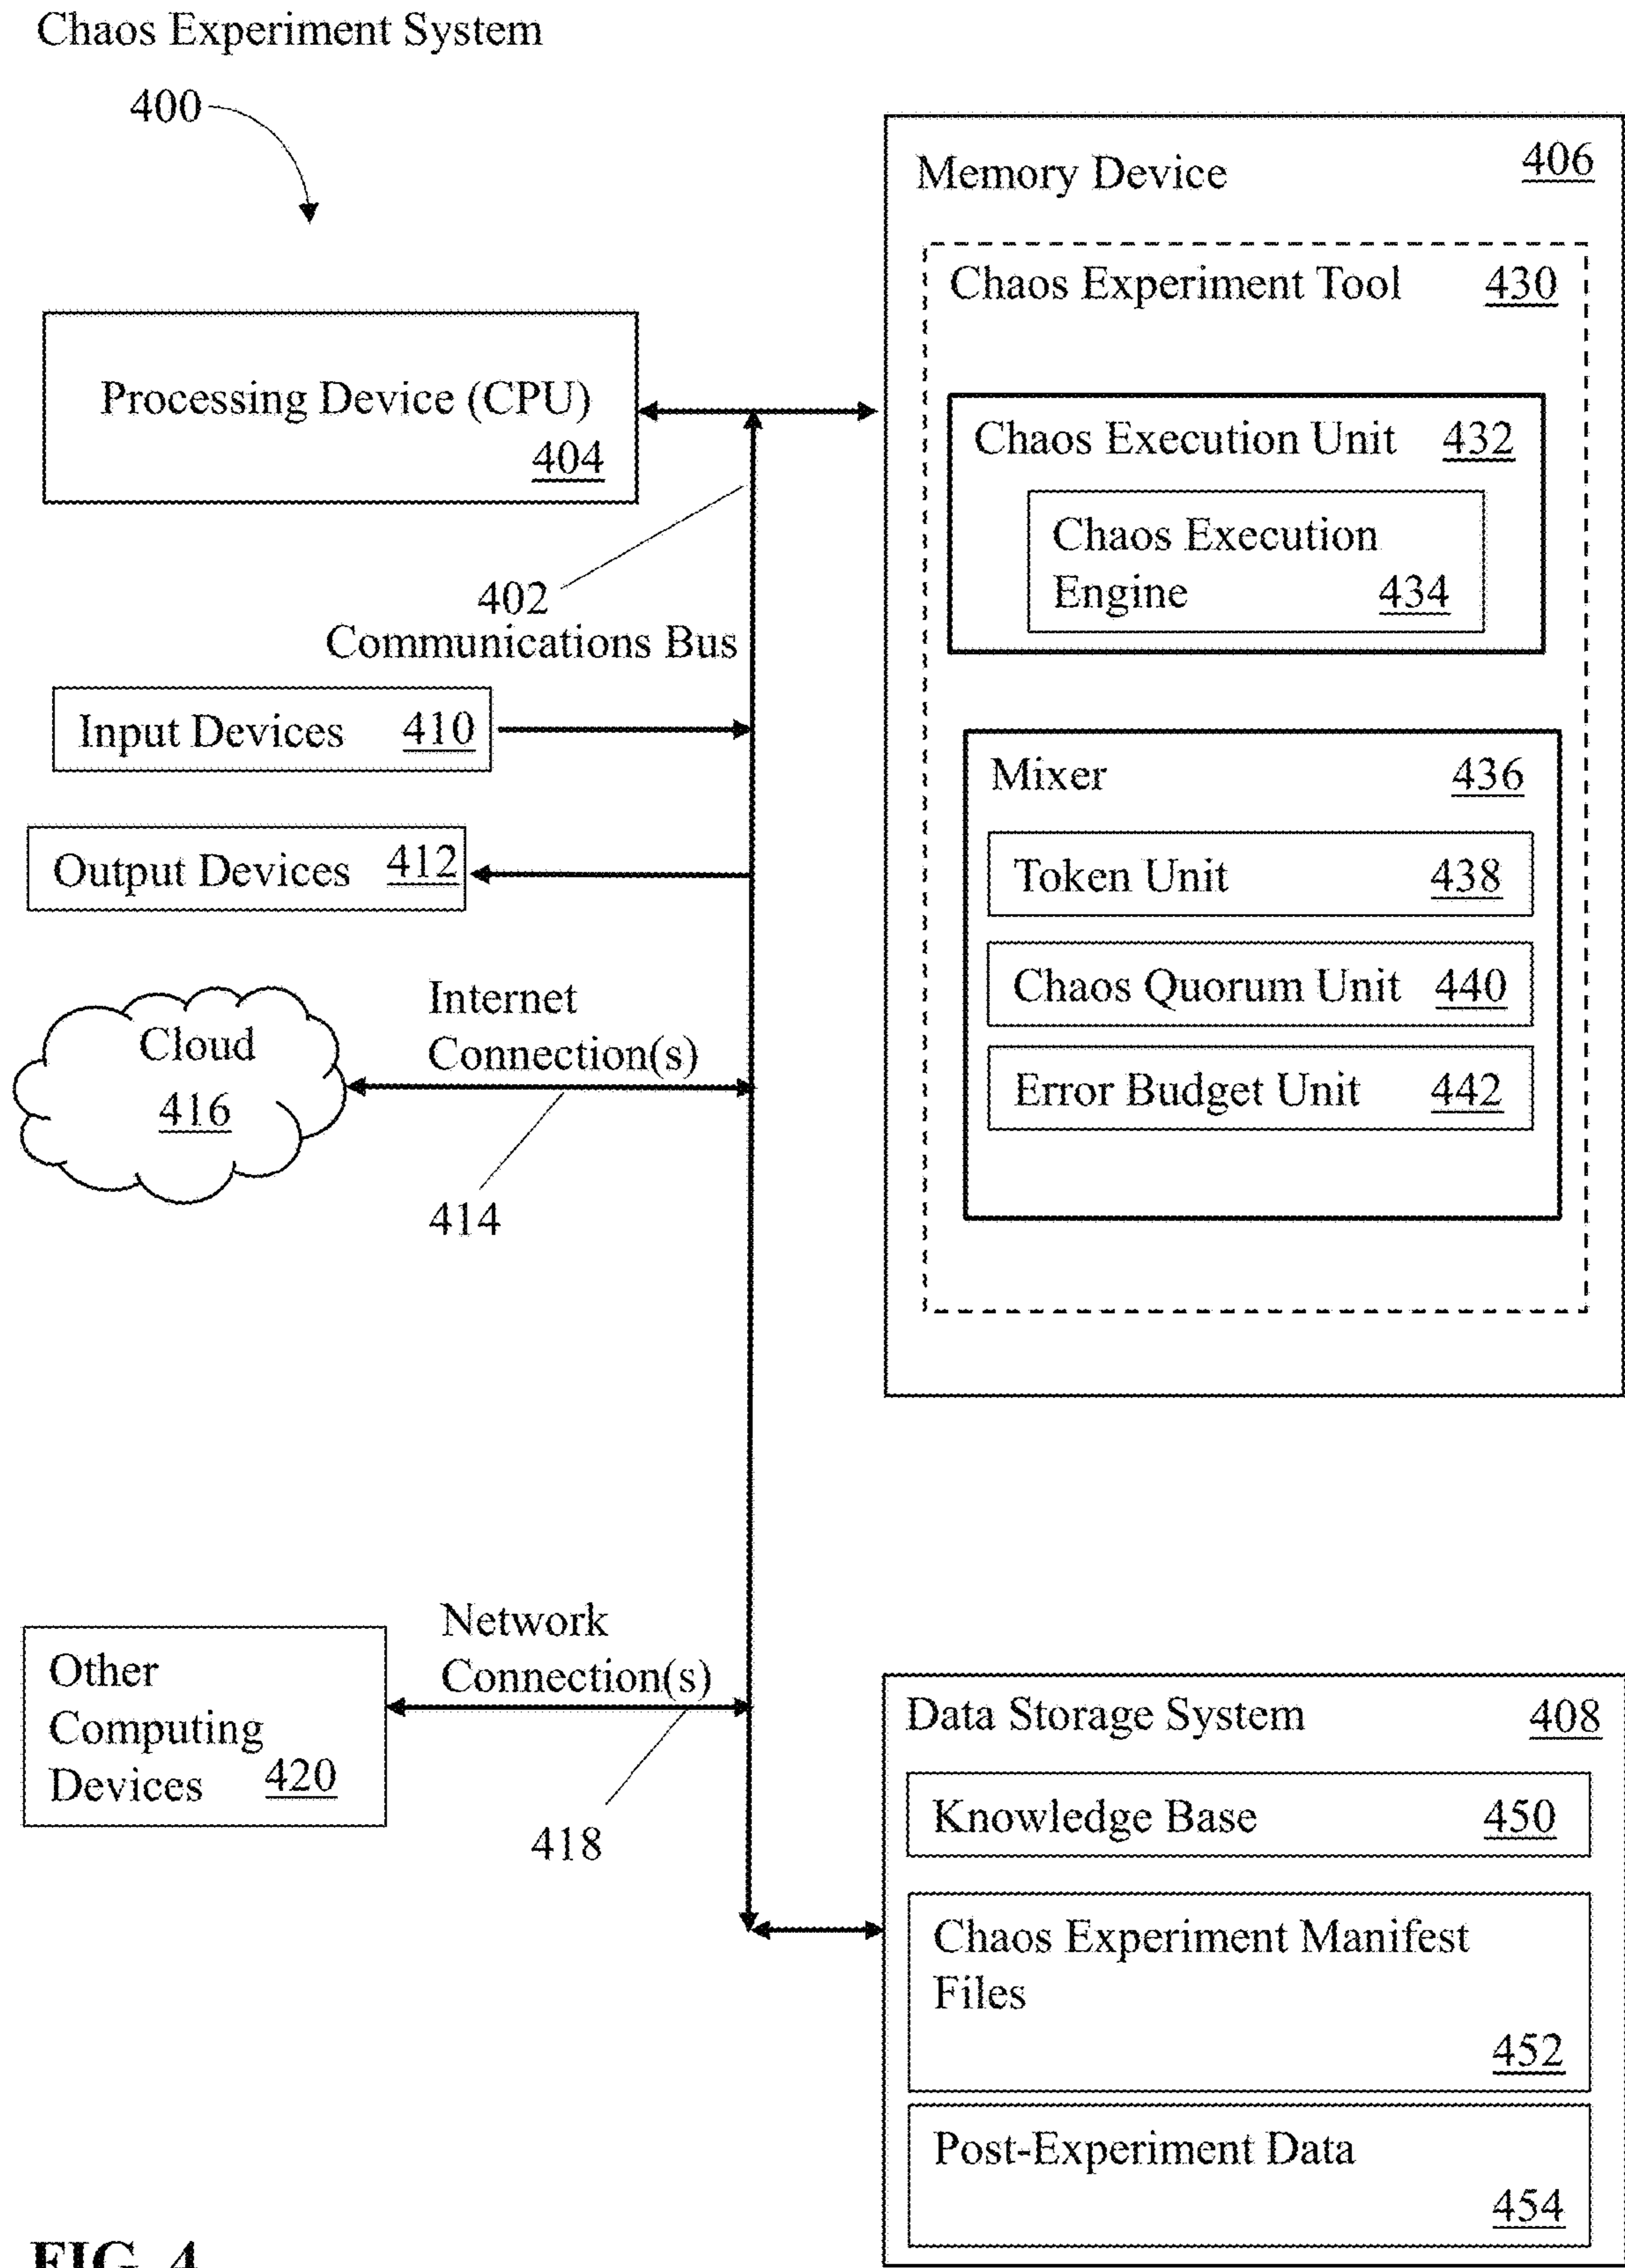 Chaos Experiment System
400
Memory Device 406
Chaos Experiment Tool 430
Processing Device (CPU)
404
Chaos Execution Unit 432
Chaos Execution
Engine 434
402
Communications Bus
Input Devices 410
Mixer 436
Output Devices 412
Token Unit 438
Chaos Quorum Unit 440
Error Budget Unit 442
Internet
Connection(s)
Cloud
416
414
Network
Connection(s)
Other
Computing
Devices 420
418
Data Storage System 408
Knowledge Base 450
Chaos Experiment Manifest
Files
452
Post-Experiment Data
454
FIG. 4